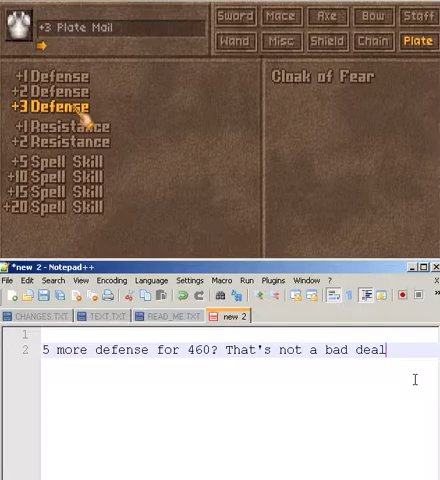 +3 Plate Mail
Sword Mace Axe Bow Staff
Wand Misc Shield Chain Plate
+1 Defense
+2 Defense
+3 Defense
+1 Resistance
+2 Resistance
+5 Spell Skill
+10 Spell Skill
+15 Spell Skill
+20 Spell Skill
Cloak of Fear
*new 2 - Notepad++
File Edit Search View Encoding Language Settings Macro Run Plugins Window ?
CHANGES.TXT TEXT.TXT READ_ME.TXT new 2
1
2 5 more defense for 460? That's not a bad deal